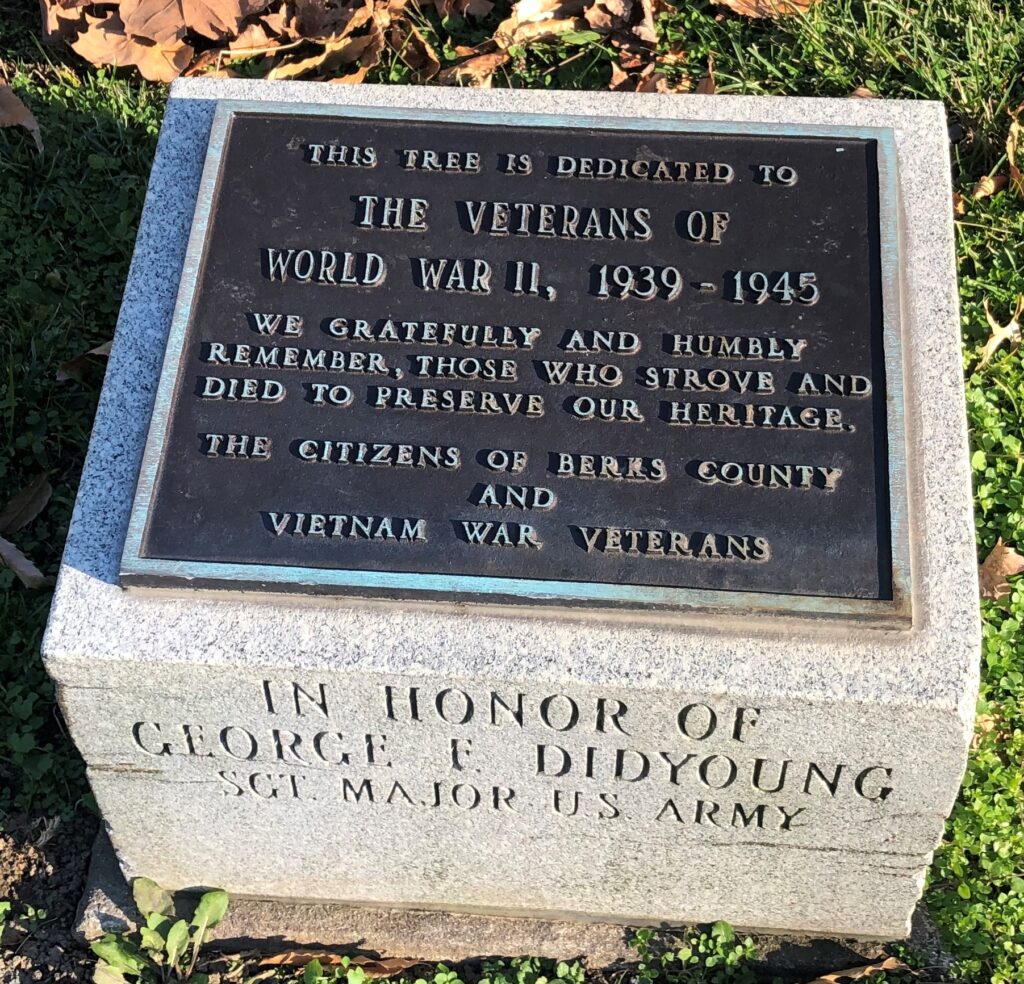 THIS TREE IS DEDICATED TO
THE VETERANS OF
WORLD WAR II, 1939 - 1945
WE GRATEFULLY AND HUMBLY
REMEMBER, THOSE WHO STROVE AND
DIED TO PRESERVE OUR HERITAGE.
THE CITIZENS OF BERKS COUNTY
AND
VIETNAM WAR VETERANS
IN HONOR OF
GEORGE F. DIDYOUNG
SGT. MAJOR U.S. ARMY